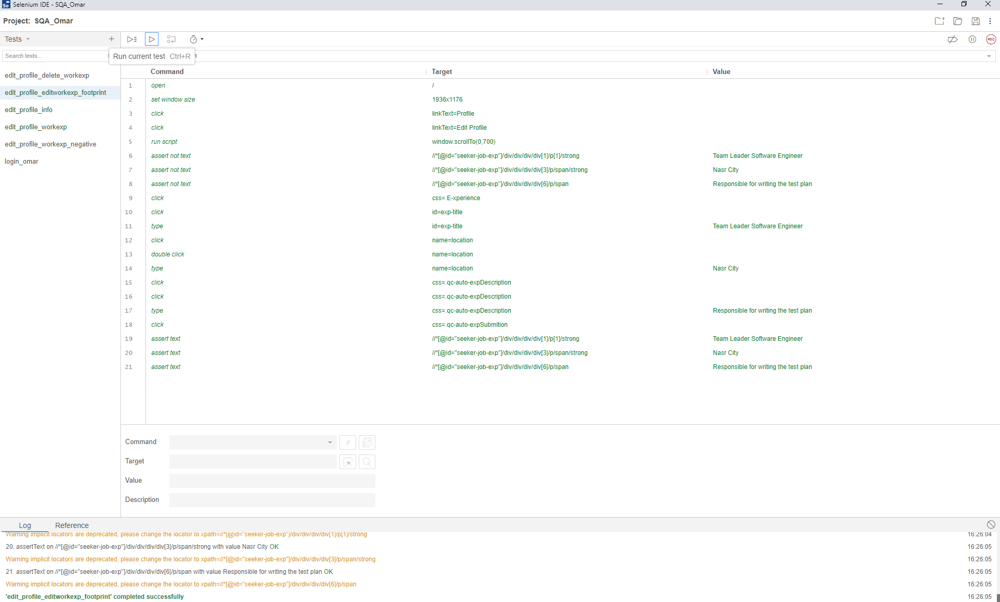 Selenium IDE - SQA_Omar
Project: SQA_Omar
Tests
Search tests...
Run current test Ctrl+R
edit_profile_delete_workexp
edit_profile_editworkexp_footprint
edit_profile_info
edit_profile_workexp
edit_profile_workexp_negative
login_omar
REC
Command Target Value
1 open /
2 set window size 1936x1176
3 click linkText=Profile
4 click linkText=Edit Profile
5 run script window.scrollTo(0,700)
6 assert not text //*[@id="seeker-job-exp"]/div/div/div/div[1]/p[1]/strong Team Leader Software Engineer
7 assert not text //*[@id="seeker-job-exp"]/div/div/div/div[3]/p/span/strong Nasr City
8 assert not text //*[@id="seeker-job-exp"]/div/div/div/div[6]/p/span Responsible for writing the test plan
9 click css=.E-xperience
10 click id=exp-title
11 type id=exp-title Team Leader Software Engineer
12 click name=location
13 double click name=location
14 type name=location Nasr City
15 click css=.qc-auto-expDescription
16 click css=.qc-auto-expDescription
17 type css=.qc-auto-expDescription Responsible for writing the test plan
18 click css=.qc-auto-expSubmition
19 assert text //*[@id="seeker-job-exp"]/div/div/div/div[1]/p[1]/strong Team Leader Software Engineer
20 assert text //*[@id="seeker-job-exp"]/div/div/div/div[3]/p/span/strong Nasr City
21 assert text //*[@id="seeker-job-exp"]/div/div/div/div[6]/p/span Responsible for writing the test plan
Command //
Target
Value
Description
Log Reference
Warning implicit locators are deprecated, please change the locator to xpath=//*[@id="seeker-job-exp"]/div/div/div/div[1]/p[1]/strong 16:26:04
20. assertText on //*[@id="seeker-job-exp"]/div/div/div/div[3]/p/span/strong with value Nasr City OK 16:26:05
Warning implicit locators are deprecated, please change the locator to xpath=//*[@id="seeker-job-exp"]/div/div/div/div[3]/p/span/strong 16:26:05
21. assertText on //*[@id="seeker-job-exp"]/div/div/div/div[6]/p/span with value Responsible for writing the test plan OK 16:26:05
Warning implicit locators are deprecated, please change the locator to xpath=//*[@id="seeker-job-exp"]/div/div/div/div[6]/p/span 16:26:05
'edit_profile_editworkexp_footprint' completed successfully 16:26:05